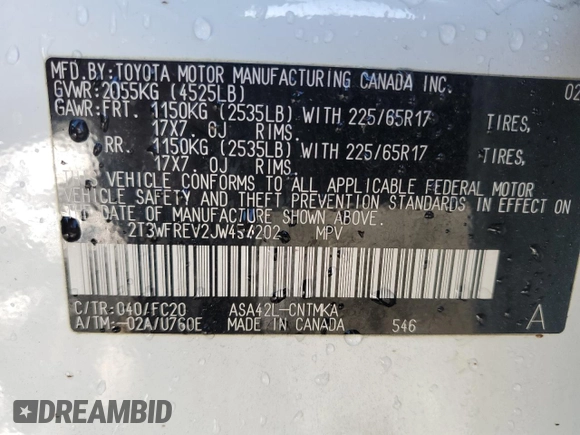 MFD.BY:TOYOTA MOTOR MANUFACTURING CANADA INC. 02
GVWR:2055KG (4525LB)
GAWR:FRT. 1150KG (2535LB) WITH 225/65R17 TIRES,
17X7.0J RIMS.
RR. 1150KG (2535LB) WITH 225/65R17 TIRES,
17X7.0J RIMS.
THIS VEHICLE CONFORMS TO ALL APPLICABLE FEDERAL MOTOR
VEHICLE SAFETY AND THEFT PREVENTION STANDARDS IN EFFECT ON
THE DATE OF MANUFACTURE SHOWN ABOVE.
MPV
C/TR:040/FC20 ASA42L-CNTMKA
A/TM:-02A/U760E MADE IN CANADA 546 A
DREAMBID